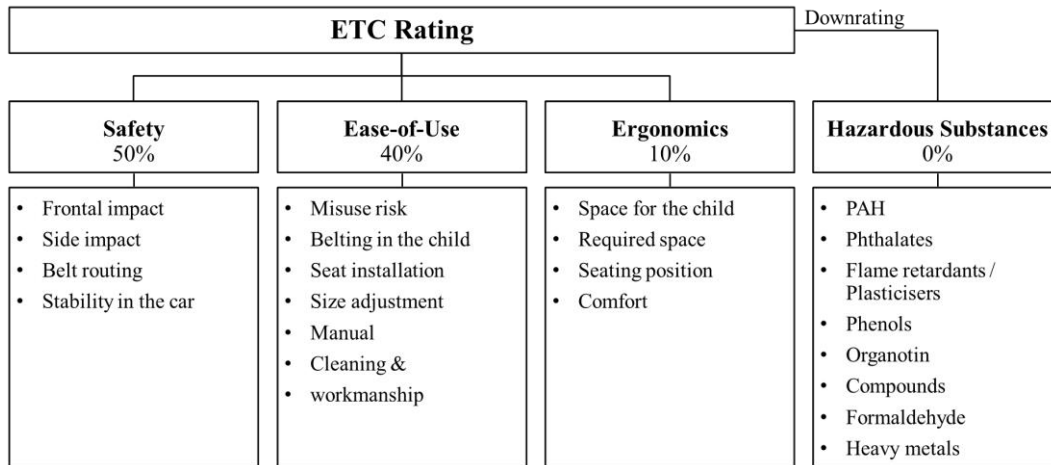 ETC Rating
Downrating
Safety
50%
• Frontal impact
• Side impact
• Belt routing
• Stability in the car
Ease-of-Use
40%
• Misuse risk
• Belting in the child
• Seat installation
• Size adjustment
• Manual
• Cleaning &
• workmanship
Ergonomics
10%
• Space for the child
• Required space
• Seating position
• Comfort
Hazardous Substances
0%
• PAH
• Phthalates
• Flame retardants /
Plasticisers
• Phenols
• Organotin
• Compounds
• Formaldehyde
• Heavy metals